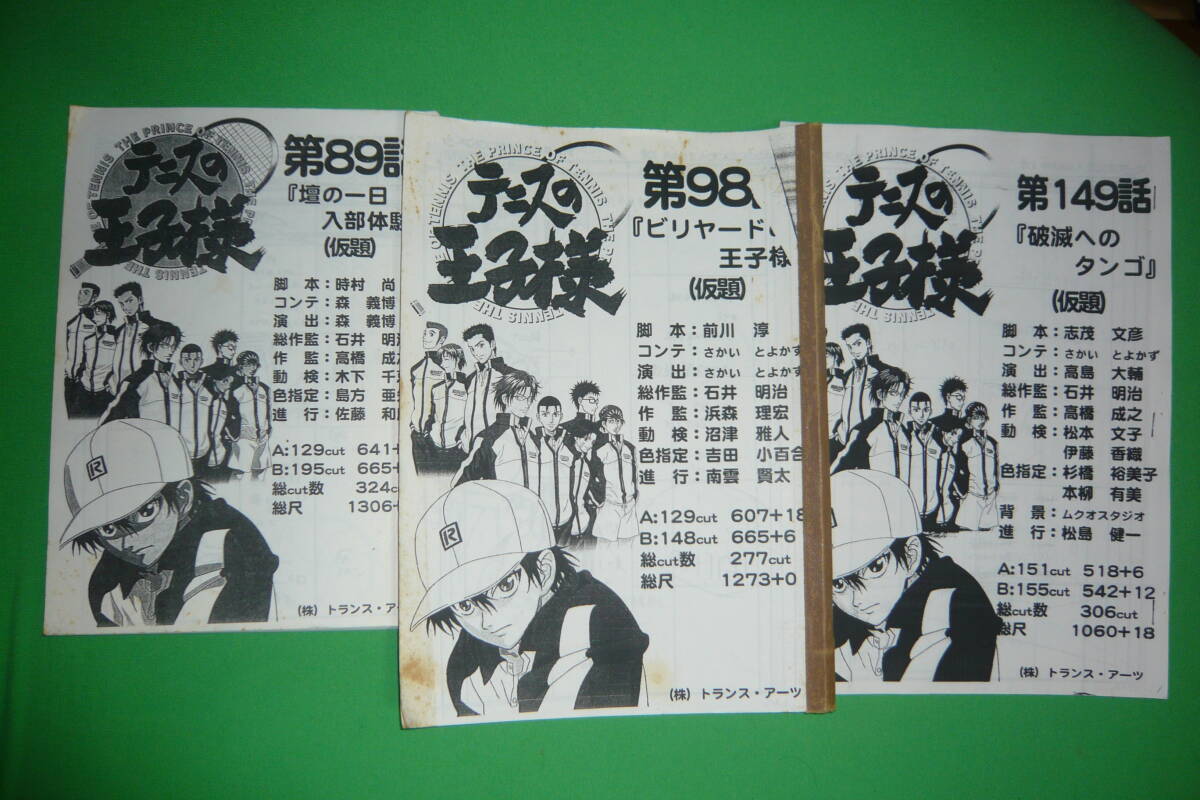 THE PRINCE OF TENNIS THE
テニスの
王子様
第89話
『壇の一日
入部体験
(仮題)
脚 本：時村 尚
コンテ：森 義博
演 出：森 義博
総作監：石井 明
作 監：高橋 成
動 検：木下 千
色指定：島方 亜
進 行：佐藤 和
A:129cut 641+
B:195cut 665+
総cut数 324c
総尺 1306+
R
(株) トランス・アー
OF TENNIS THE PRINCE OF TENNIS THE
テニスの
王子様
TENNIS THE
第98
『ビリヤード
王子様
(仮題)
脚 本：前川 淳
コンテ：さかい とよかず
演 出：さかい とよかず
総作監：石井 明治
作 監：浜森 理宏
動 検：沼津 雅人
色指定：吉田 小百合
進 行：南雲 賢太
A:129cut 607+18
B:148cut 665+6
総cut数 277cut
総尺 1273+0
R
(株) トランス・アーツ
THE PRINCE OF TENNIS THE
テニスの
王子様
TENNIS THE
第149話
『破滅への
タンゴ』
(仮題)
脚 本：志茂 文彦
コンテ：さかい とよかず
演 出：高島 大輔
総作監：石井 明治
作 監：高橋 成之
動 検：松本 文子
伊藤 香織
色指定：杉橋 裕美子
本柳 有美
背 景：ムクオスタジオ
進 行：松島 健一
A:151cut 518+6
B:155cut 542+12
総cut数 306cut
総尺 1060+18
R
(株) トランス・アーツ